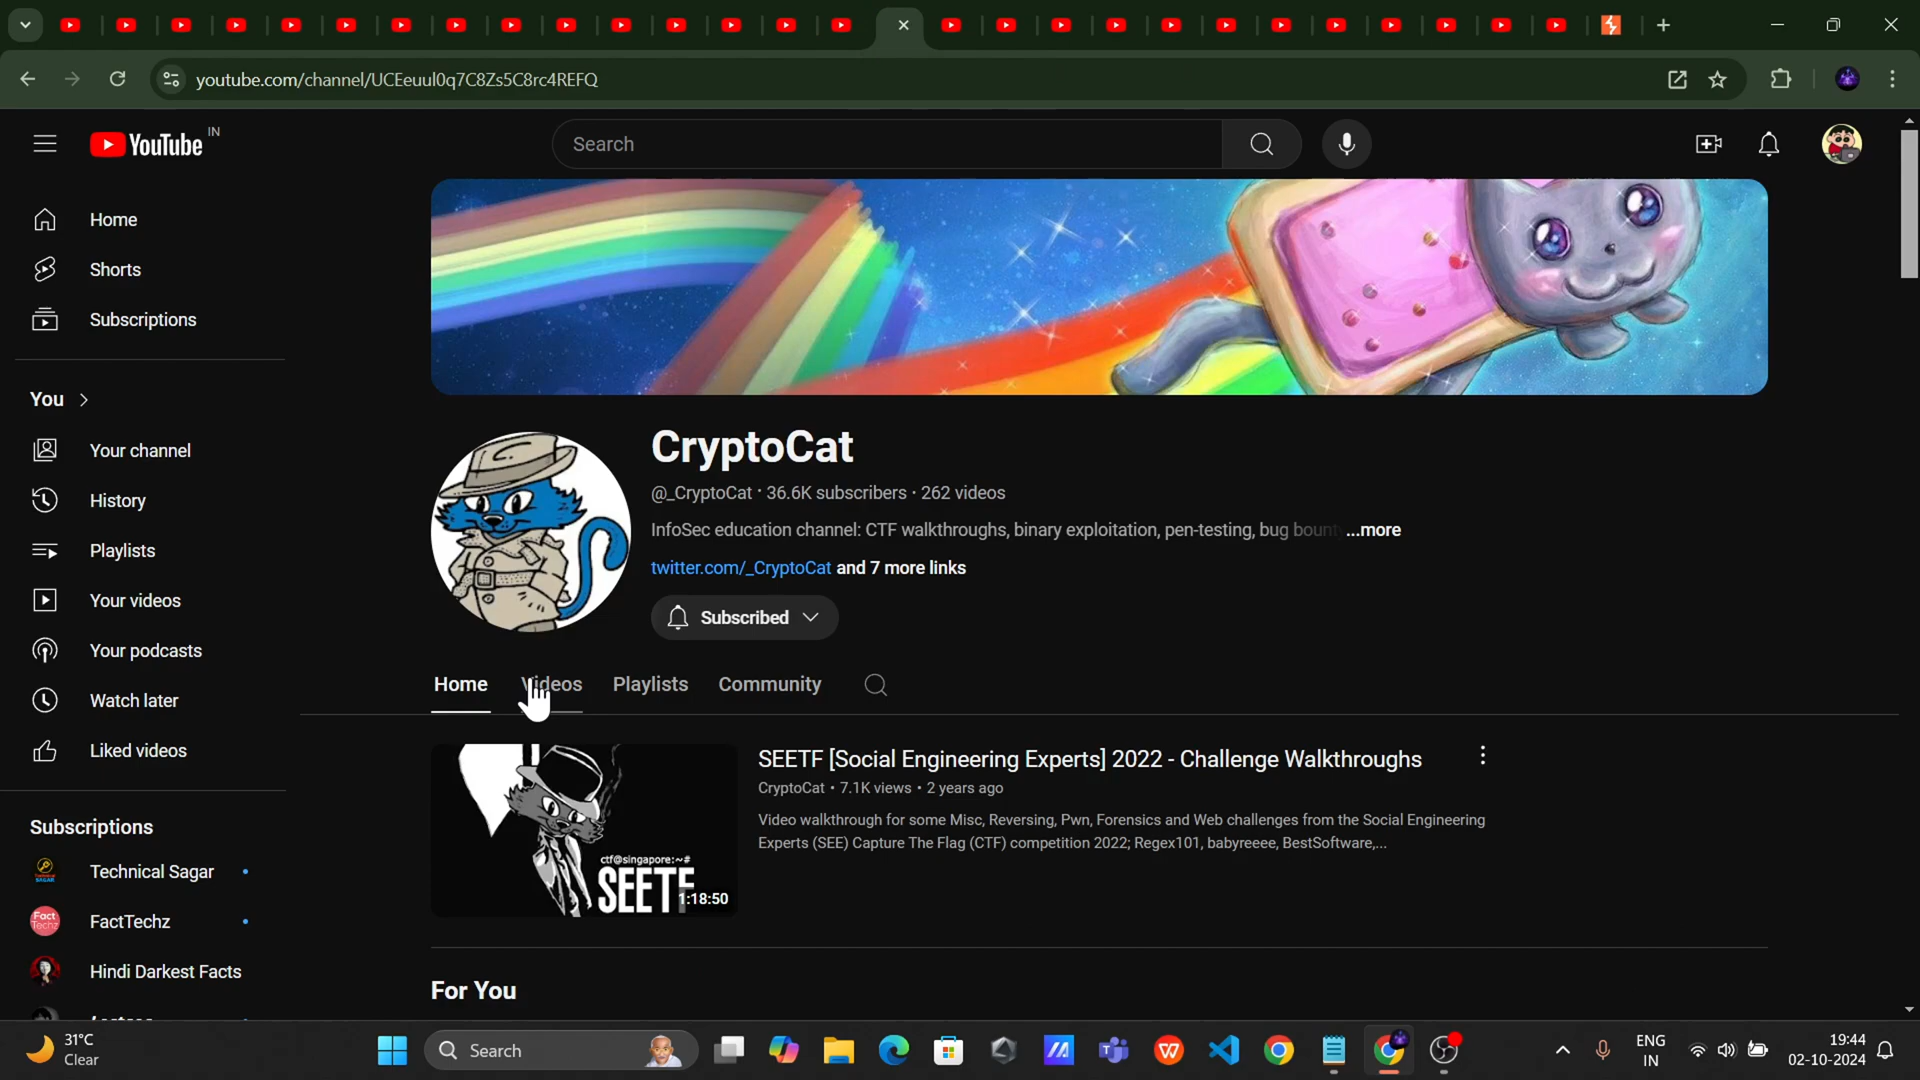 youtube.com/channel/UCEeuul0q7C8Zs5C8rc4REFQ
YouTube IN
Search
Home
Shorts
Subscriptions
You
Your channel
History
Playlists
Your videos
Your podcasts
Watch later
Liked videos
Subscriptions
Technical Sagar
FactTechz
Hindi Darkest Facts
CryptoCat
@_CryptoCat · 36.6K subscribers · 262 videos
InfoSec education channel: CTF walkthroughs, binary exploitation, pen-testing, bug bount ...more
twitter.com/_CryptoCat and 7 more links
Subscribed
Home Videos Playlists Community
ctf@singapore:~#
SEETF
1:18:50
SEETF [Social Engineering Experts] 2022 - Challenge Walkthroughs
CryptoCat • 7.1K views • 2 years ago
Video walkthrough for some Misc, Reversing, Pwn, Forensics and Web challenges from the Social Engineering
Experts (SEE) Capture The Flag (CTF) competition 2022; Regex101, babyreeee, BestSoftware,...
For You
31°C
Clear
Search
ENG
IN
19:44
02-10-2024